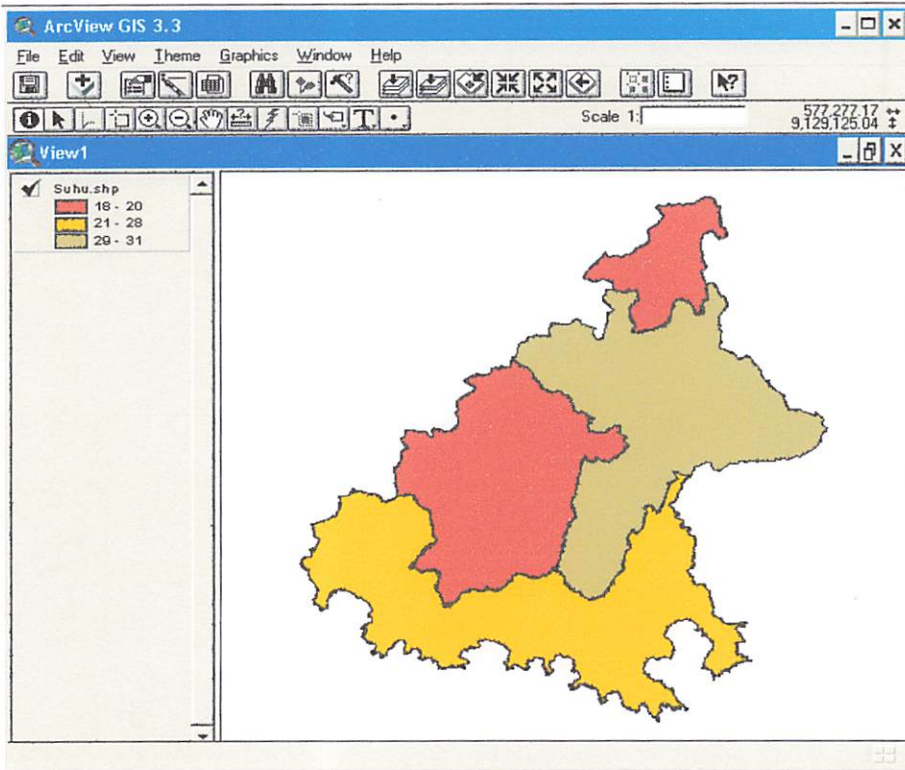 ArcView GIS 3.3
File Edit View Theme Graphics Window Help
Scale 1:
577,277.17
9,129,125.04
View1
Suhu.shp
18 - 20
21 - 28
29 - 31